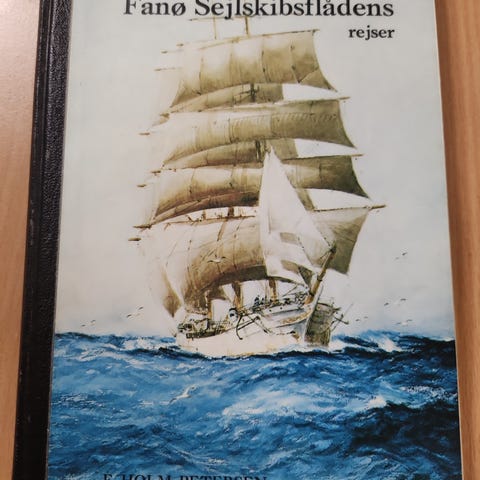 Fanø Sejlskibsflådens
rejser
F. HOLM-PETERSEN